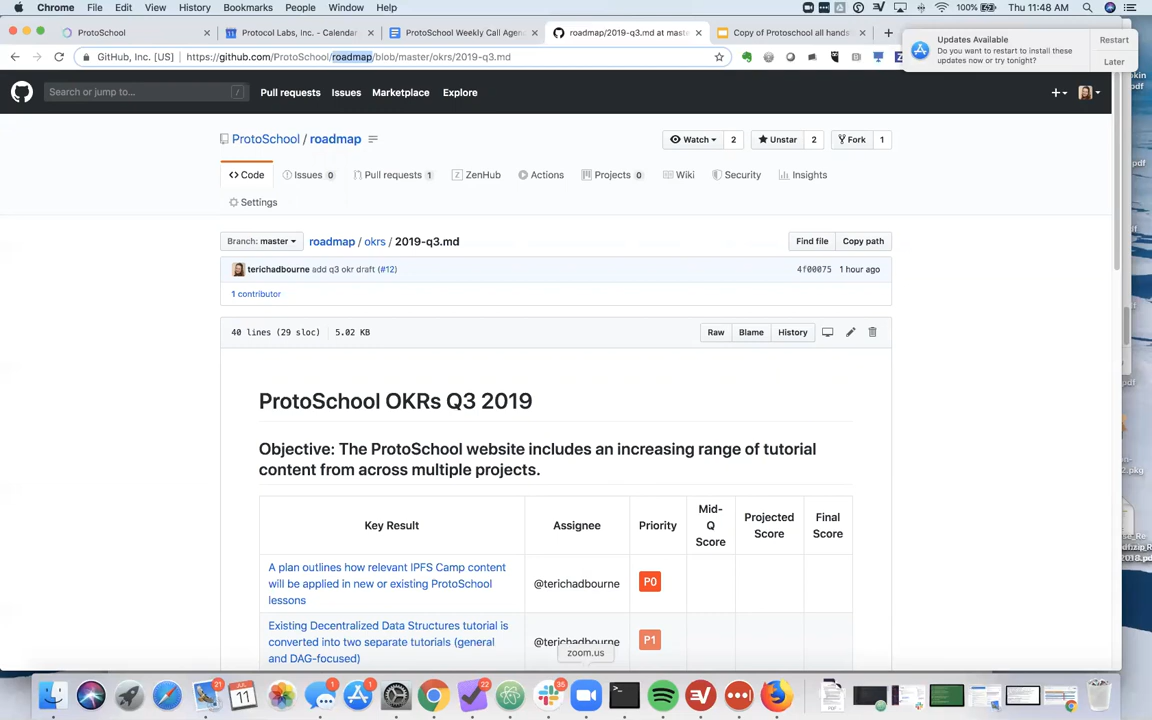 Chrome File Edit View History Bookmarks People Window Help 100% Thu 11:48 AM
ProtoSchool × Protocol Labs, Inc. - Calendar × ProtoSchool Weekly Call Agen × roadmap/2019-q3.md at maste × Copy of Protoschool all hands × +
Updates Available
Do you want to restart to install these
updates now or try tonight?
Restart
Later
GitHub, Inc. [US] | https://github.com/ProtoSchool/roadmap/blob/master/okrs/2019-q3.md
Search or jump to... / Pull requests Issues Marketplace Explore
ProtoSchool / roadmap
Watch 2 Unstar 2 Fork 1
Code Issues 0 Pull requests 1 ZenHub Actions Projects 0 Wiki Security Insights
Settings
Branch: master roadmap / okrs / 2019-q3.md Find file Copy path
terichadbourne add q3 okr draft (#12) 4f00075 1 hour ago
1 contributor
40 lines (29 sloc) 5.02 KB Raw Blame History
ProtoSchool OKRs Q3 2019
Objective: The ProtoSchool website includes an increasing range of tutorial
content from across multiple projects.
Key Result Assignee Priority Mid-Q Score Projected Score Final Score
A plan outlines how relevant IPFS Camp content
will be applied in new or existing ProtoSchool
lessons
@terichadbourne P0
Existing Decentralized Data Structures tutorial is
converted into two separate tutorials (general
and DAG-focused)
@terichadbourne P1
zoom.us
21 JUL 11 1 1 22 35